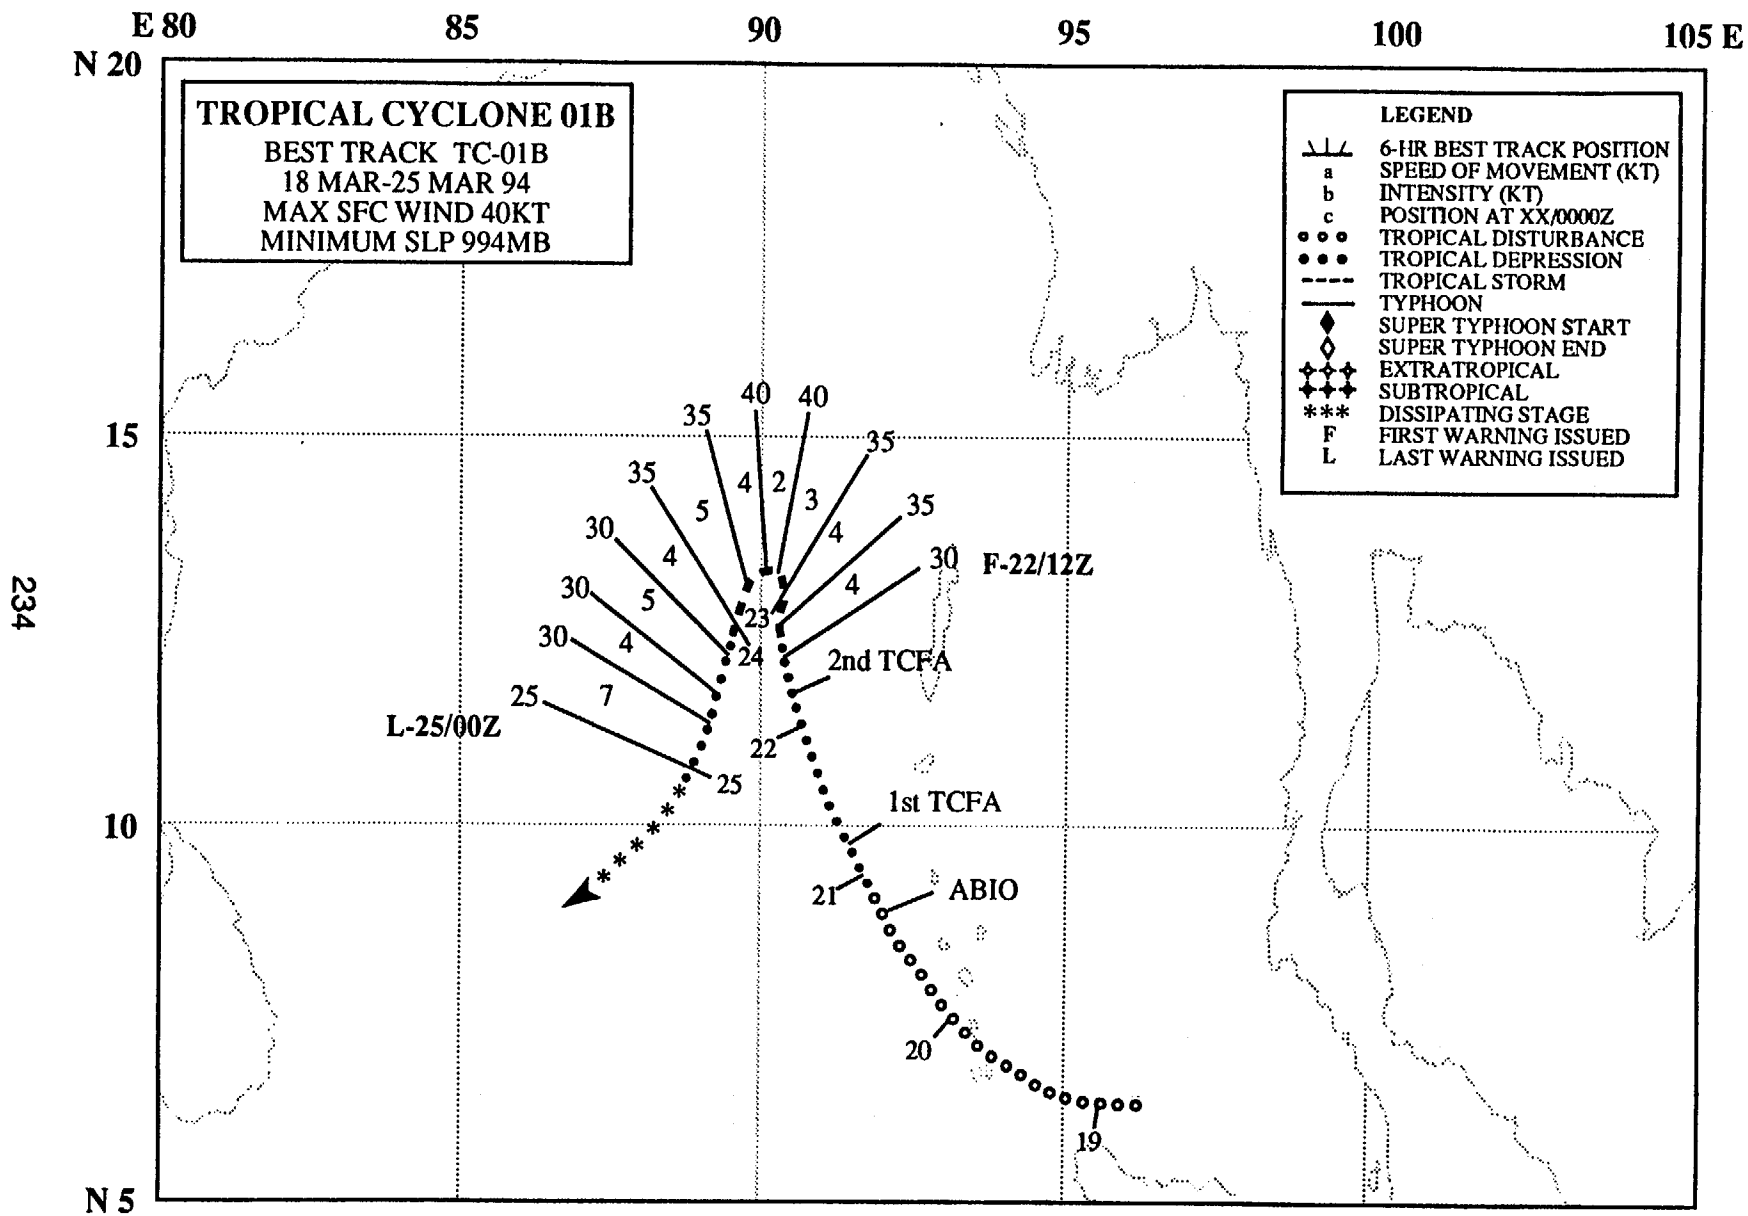 E 80 85 90 95 100 105 E
N 20
TROPICAL CYCLONE 01B
BEST TRACK TC-01B
18 MAR-25 MAR 94
MAX SFC WIND 40KT
MINIMUM SLP 994MB
LEGEND
6-HR BEST TRACK POSITION
a SPEED OF MOVEMENT (KT)
b INTENSITY (KT)
c POSITION AT XX/0000Z
TROPICAL DISTURBANCE
TROPICAL DEPRESSION
TROPICAL STORM
TYPHOON
SUPER TYPHOON START
SUPER TYPHOON END
EXTRATROPICAL
SUBTROPICAL
*** DISSIPATING STAGE
F FIRST WARNING ISSUED
L LAST WARNING ISSUED
40 40
35
15
35
35 4 2
5 3 35
30 4 4
30 F-22/12Z
30 5 4
234
23
30 4
24 2nd TCFA
25 7
L-25/00Z
22
25
1st TCFA
10
21 ABIO
20
19
N 5